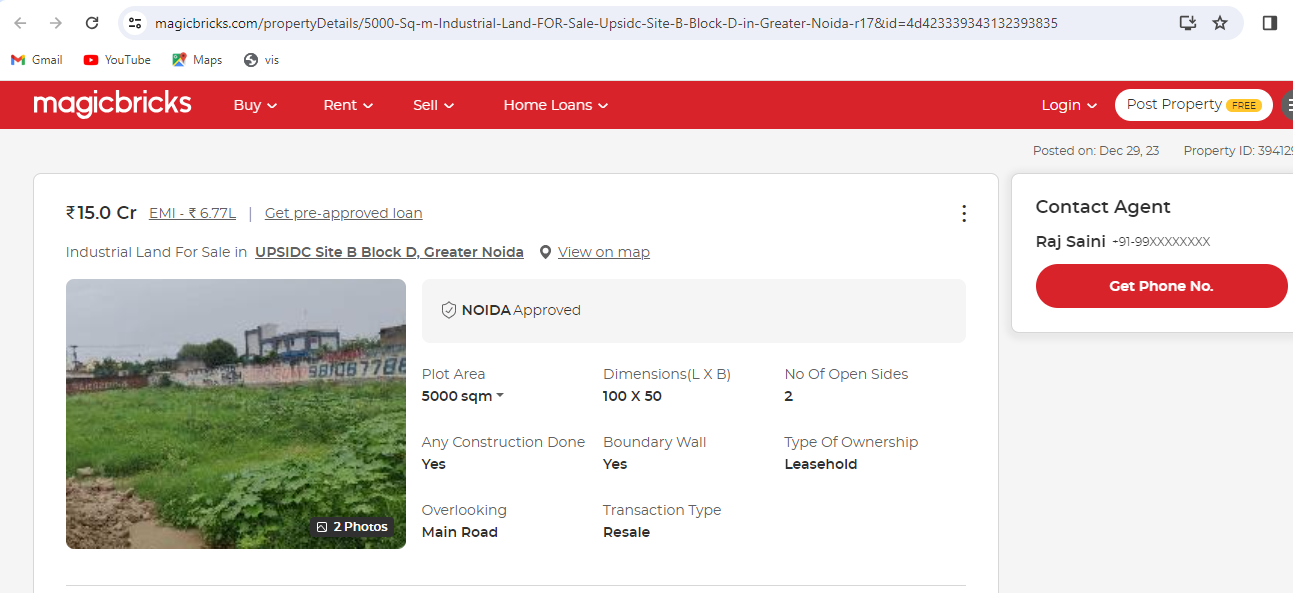 magicbricks.com/propertyDetails/5000-Sq-m-Industrial-Land-FOR-Sale-Upsidc-Site-B-Block-D-in-Greater-Noida-r17&id=4d423339343132393835
Gmail YouTube Maps vis
magicbricks Buy Rent Sell Home Loans Login Post Property FREE
Posted on: Dec 29, 23 Property ID: 394129
₹15.0 Cr EMI - ₹ 6.77L | Get pre-approved loan
Contact Agent
Raj Saini +91-99XXXXXXXX
Get Phone No.
Industrial Land For Sale in UPSIDC Site B Block D, Greater Noida View on map
NOIDA Approved
Plot Area Dimensions(L X B) No Of Open Sides
5000 sqm 100 X 50 2
Any Construction Done Boundary Wall Type Of Ownership
Yes Yes Leasehold
Overlooking Transaction Type
Main Road Resale
2 Photos